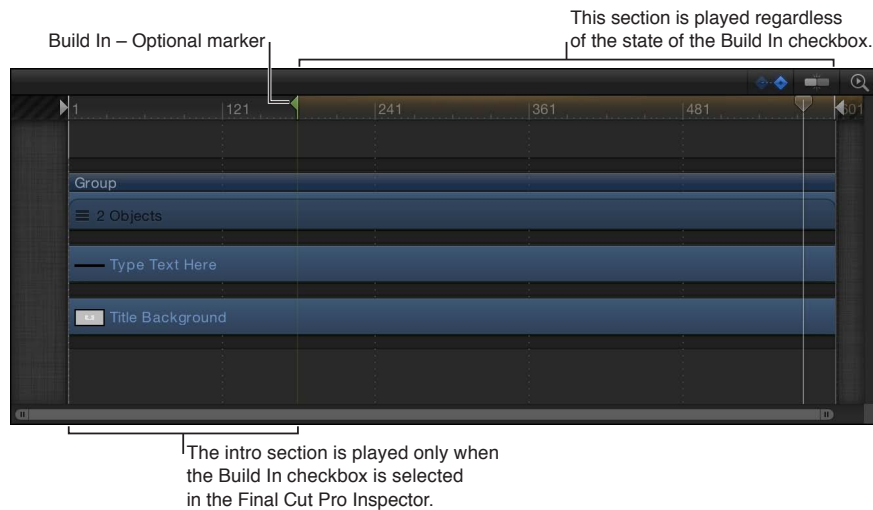 This section is played regardless
of the state of the Build In checkbox.
Build In – Optional marker
1
121
241
361
481
601
Group
2 Objects
Type Text Here
Title Background
The intro section is played only when
the Build In checkbox is selected
in the Final Cut Pro Inspector.